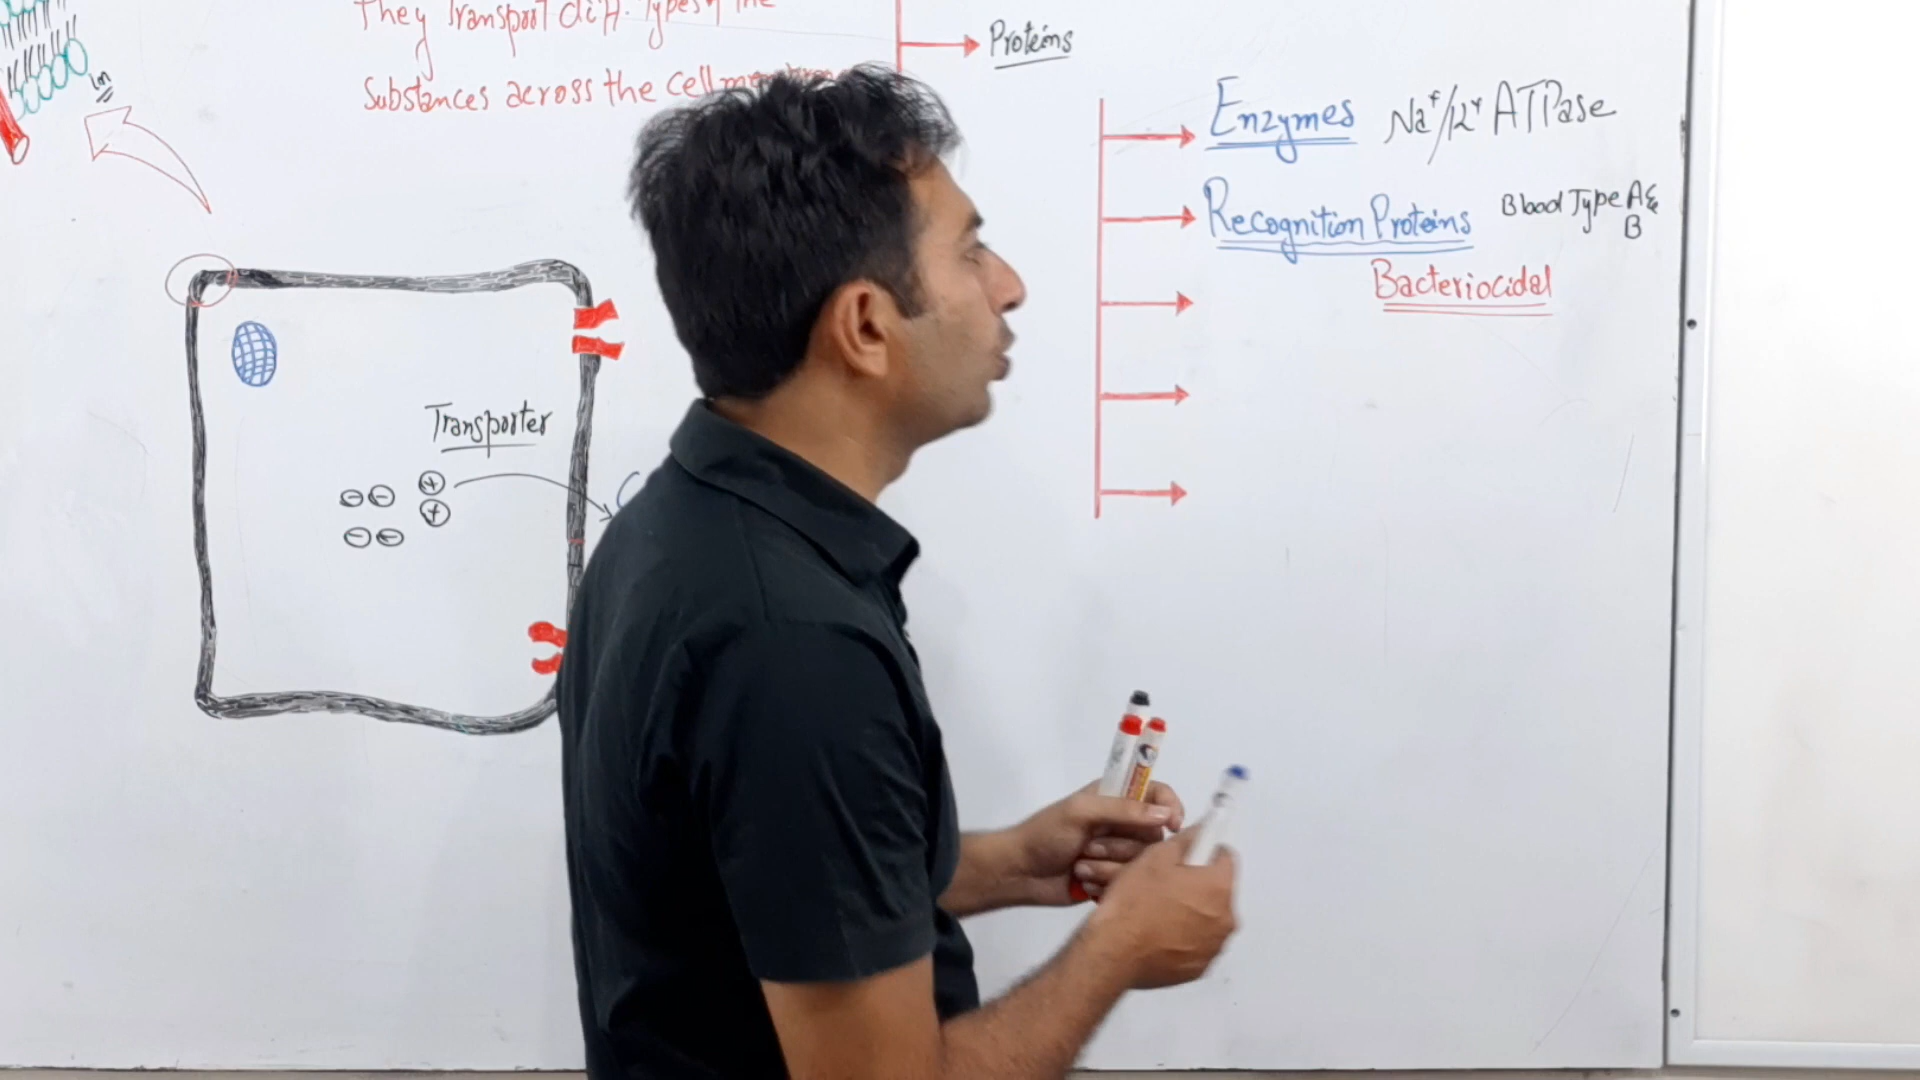 They Transport diff. Types of the
Substances across the cell
Proteins
Enzymes Na⁺/K⁺ ATPase
Recognition Proteins Blood Type A &
B
Bacteriocidal
Transporter